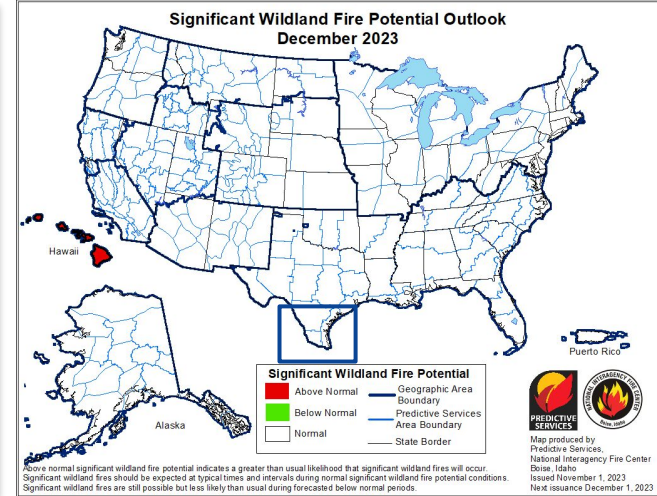 Significant Wildland Fire Potential Outlook
December 2023
Hawaii
Alaska
Puerto Rico
Significant Wildland Fire Potential
Above Normal
Below Normal
Normal
Geographic Area
Boundary
Predictive Services
Area Boundary
State Border
PREDICTIVE
SERVICES
NATIONAL INTERAGENCY FIRE CENTER
Boise, Idaho
Map produced by
Predictive Services,
National Interagency Fire Center
Boise, Idaho
Issued November 1, 2023
Next issuance December 1, 2023
Above normal significant wildland fire potential indicates a greater than usual likelihood that significant wildland fires will occur.
Significant wildland fires should be expected at typical times and intervals during normal significant wildland fire potential conditions.
Significant wildland fires are still possible but less likely than usual during forecasted below normal periods.